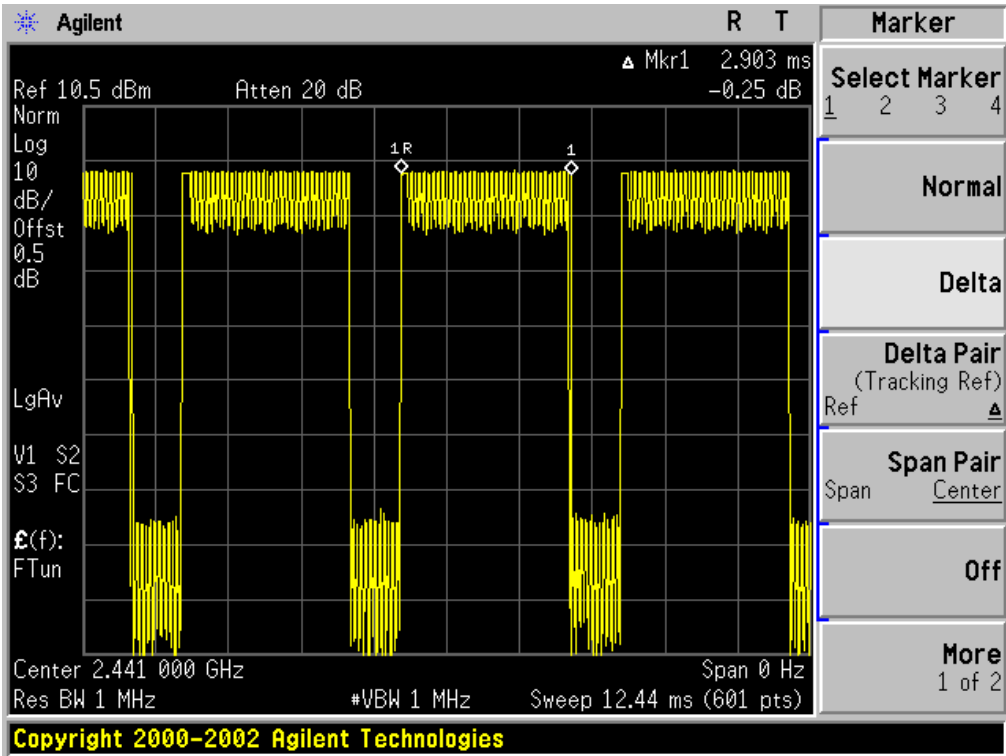 Agilent R T
Δ Mkr1 2.903 ms
Ref 10.5 dBm Atten 20 dB -0.25 dB
Norm
Log
10
dB/
Offst
0.5
dB
LgAv
V1 S2
S3 FC
£(f):
FTun
1R
1
Center 2.441 000 GHz Span 0 Hz
Res BW 1 MHz #VBW 1 MHz Sweep 12.44 ms (601 pts)
Copyright 2000-2002 Agilent Technologies
Marker
Select Marker
1 2 3 4
Normal
Delta
Delta Pair
(Tracking Ref)
Ref Δ
Span Pair
Span Center
Off
More
1 of 2